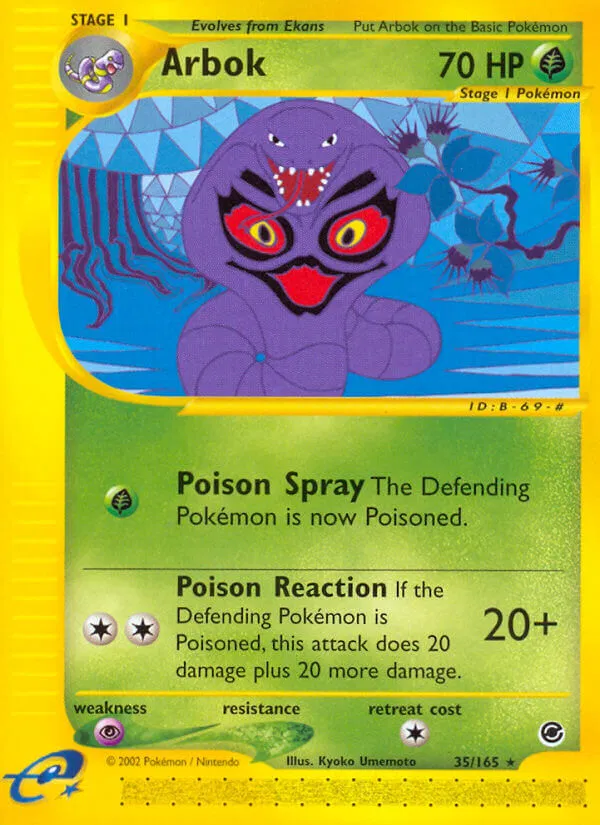 STAGE 1
Evolves from Ekans Put Arbok on the Basic Pokémon
Arbok 70 HP
Stage 1 Pokémon
ID:B-69-#
Poison Spray The Defending
Pokémon is now Poisoned.
Poison Reaction If the
Defending Pokémon is
Poisoned, this attack does 20
damage plus 20 more damage.
20+
weakness resistance retreat cost
© 2002 Pokémon / Nintendo Illus. Kyoko Umemoto 35/165 ★
e